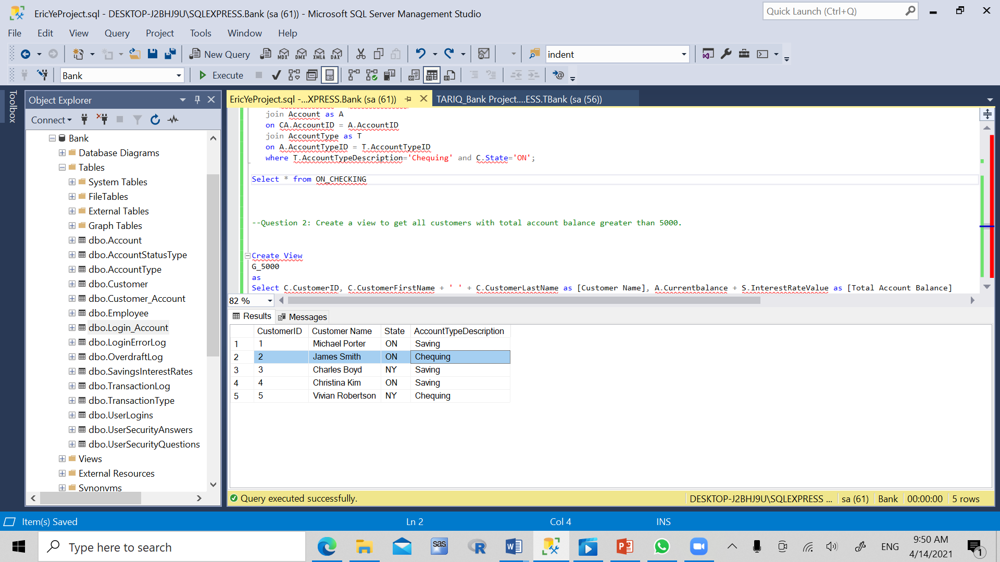 EricYeProject.sql - DESKTOP-J2BHJ9U\SQLEXPRESS.Bank (sa (61)) - Microsoft SQL Server Management Studio
Quick Launch (Ctrl+Q)
File Edit View Query Project Tools Window Help
New Query MDX DMX XMLA DAX indent
Bank Execute
Toolbox
Object Explorer
Connect
Bank
Database Diagrams
Tables
System Tables
FileTables
External Tables
Graph Tables
dbo.Account
dbo.AccountStatusType
dbo.AccountType
dbo.Customer
dbo.Customer_Account
dbo.Employee
dbo.Login_Account
dbo.LoginErrorLog
dbo.OverdraftLog
dbo.SavingsInterestRates
dbo.TransactionLog
dbo.TransactionType
dbo.UserLogins
dbo.UserSecurityAnswers
dbo.UserSecurityQuestions
Views
External Resources
Synonyms
EricYeProject.sql -...XPRESS.Bank (sa (61)) TARIQ_Bank Project....ESS.TBank (sa (56))
join Account as A
on CA.AccountID = A.AccountID
join AccountType as T
on A.AccountTypeID = T.AccountTypeID
where T.AccountTypeDescription='Chequing' and C.State='ON';
Select * from ON_CHECKING
--Question 2: Create a view to get all customers with total account balance greater than 5000.
Create View
G_5000
as
Select C.CustomerID, C.CustomerFirstName + ' ' + C.CustomerLastName as [Customer Name], A.Currentbalance + S.InterestRateValue as [Total Account Balance]
82 %
Results Messages
CustomerID Customer Name State AccountTypeDescription
1 1 Michael Porter ON Saving
2 2 James Smith ON Chequing
3 3 Charles Boyd NY Saving
4 4 Christina Kim ON Saving
5 5 Vivian Robertson NY Chequing
Query executed successfully. DESKTOP-J2BHJ9U\SQLEXPRESS ... sa (61) Bank 00:00:00 5 rows
Item(s) Saved Ln 2 Col 4 INS
Type here to search
sas
R
W
P
ENG
9:50 AM
4/14/2021
1